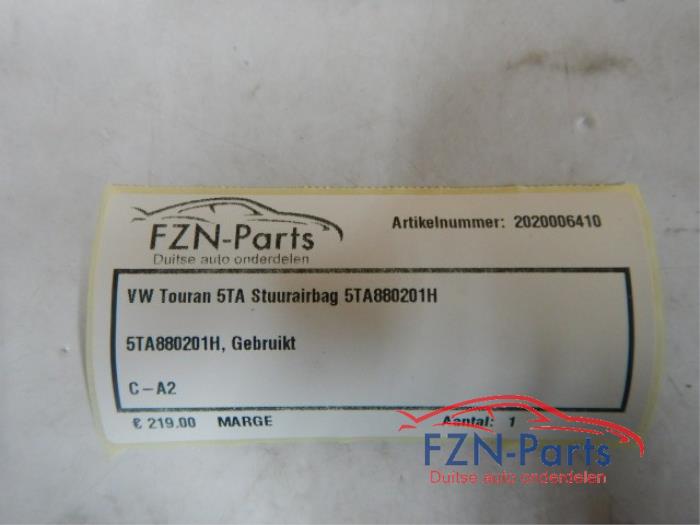 FZN-Parts
Duitse auto onderdelen
Artikelnummer: 2020006410
VW Touran 5TA Stuurairbag 5TA880201H
5TA880201H, Gebruikt
C-A2
€ 219.00 MARGE Aantal: 1
FZN-Parts
Duitse auto onderdelen